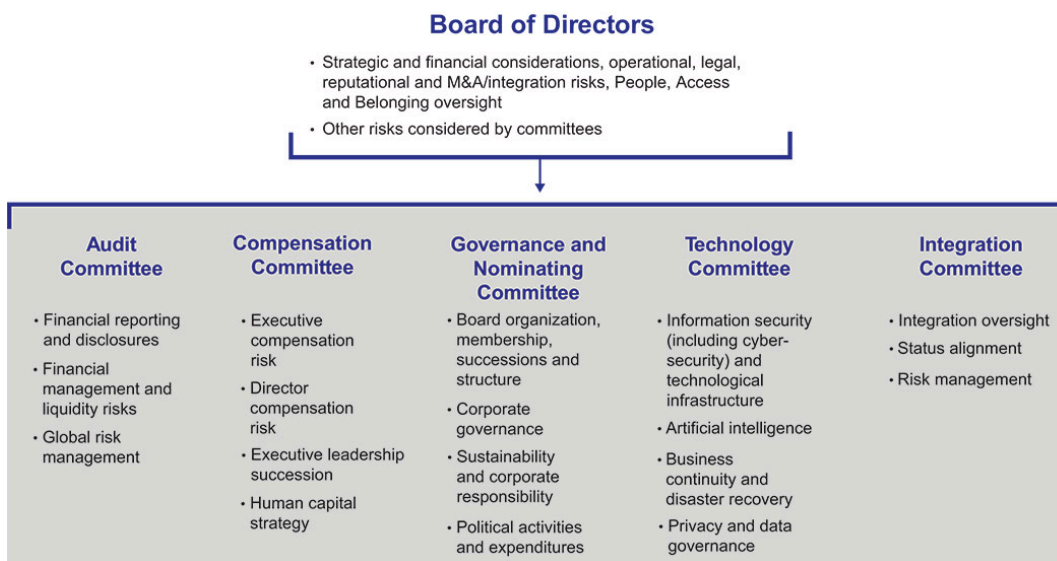 Board of Directors
• Strategic and financial considerations, operational, legal,
reputational and M&A/integration risks, People, Access
and Belonging oversight
• Other risks considered by committees
Audit
Committee
• Financial reporting
and disclosures
• Financial
management and
liquidity risks
• Global risk
management
Compensation
Committee
• Executive
compensation
risk
• Director
compensation
risk
• Executive leadership
succession
• Human capital
strategy
Governance and
Nominating
Committee
• Board organization,
membership,
successions and
structure
• Corporate
governance
• Sustainability
and corporate
responsibility
• Political activities
and expenditures
Technology
Committee
• Information security
(including cyber-
security) and
technological
infrastructure
• Artificial intelligence
• Business
continuity and
disaster recovery
• Privacy and data
governance
Integration
Committee
• Integration oversight
• Status alignment
• Risk management